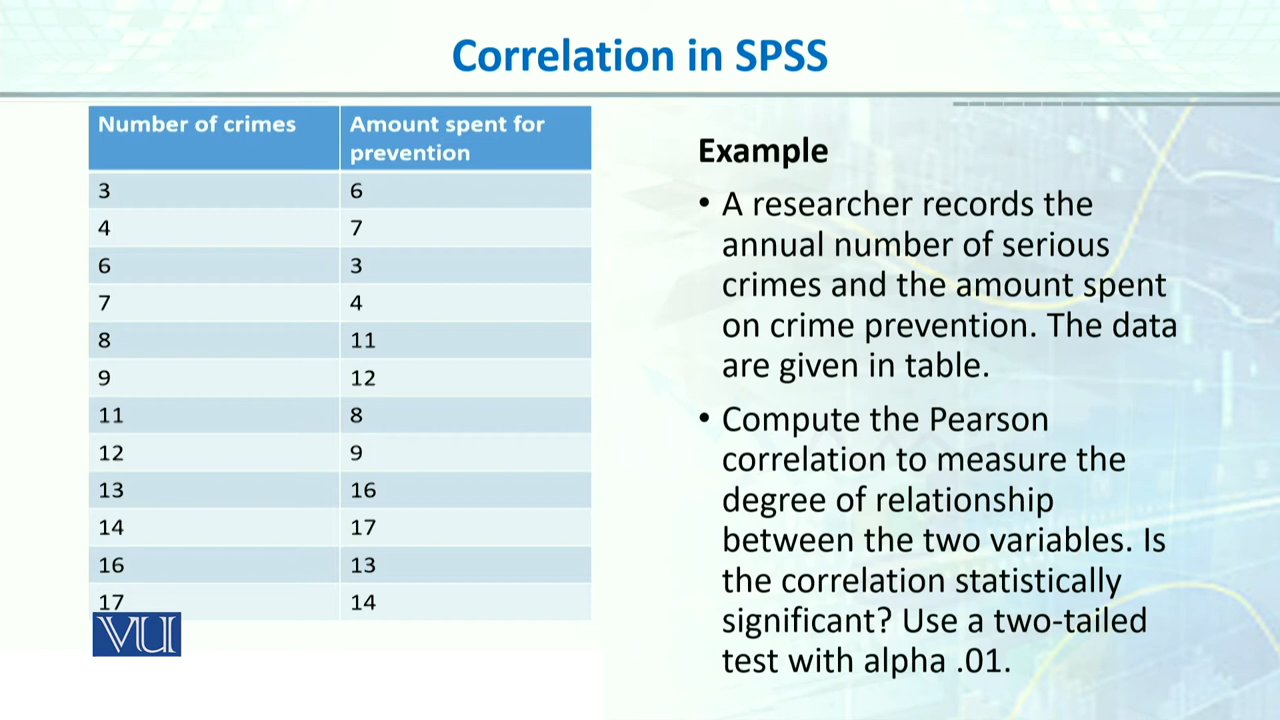 Correlation in SPSS
Number of crimes Amount spent for
prevention
3 6
4 7
6 3
7 4
8 11
9 12
11 8
12 9
13 16
14 17
16 13
17 14
VU
Example
• A researcher records the
annual number of serious
crimes and the amount spent
on crime prevention. The data
are given in table.
• Compute the Pearson
correlation to measure the
degree of relationship
between the two variables. Is
the correlation statistically
significant? Use a two-tailed
test with alpha .01.